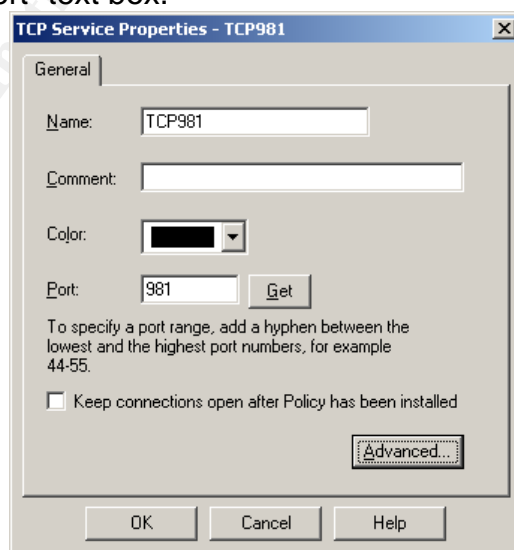 ort" text box.
TCP Service Properties - TCP981
General
Name: TCP981
Comment:
Color:
Port: 981 Get
To specify a port range, add a hyphen between the
lowest and the highest port numbers, for example
44-55.
Keep connections open after Policy has been installed
Advanced...
OK Cancel Help